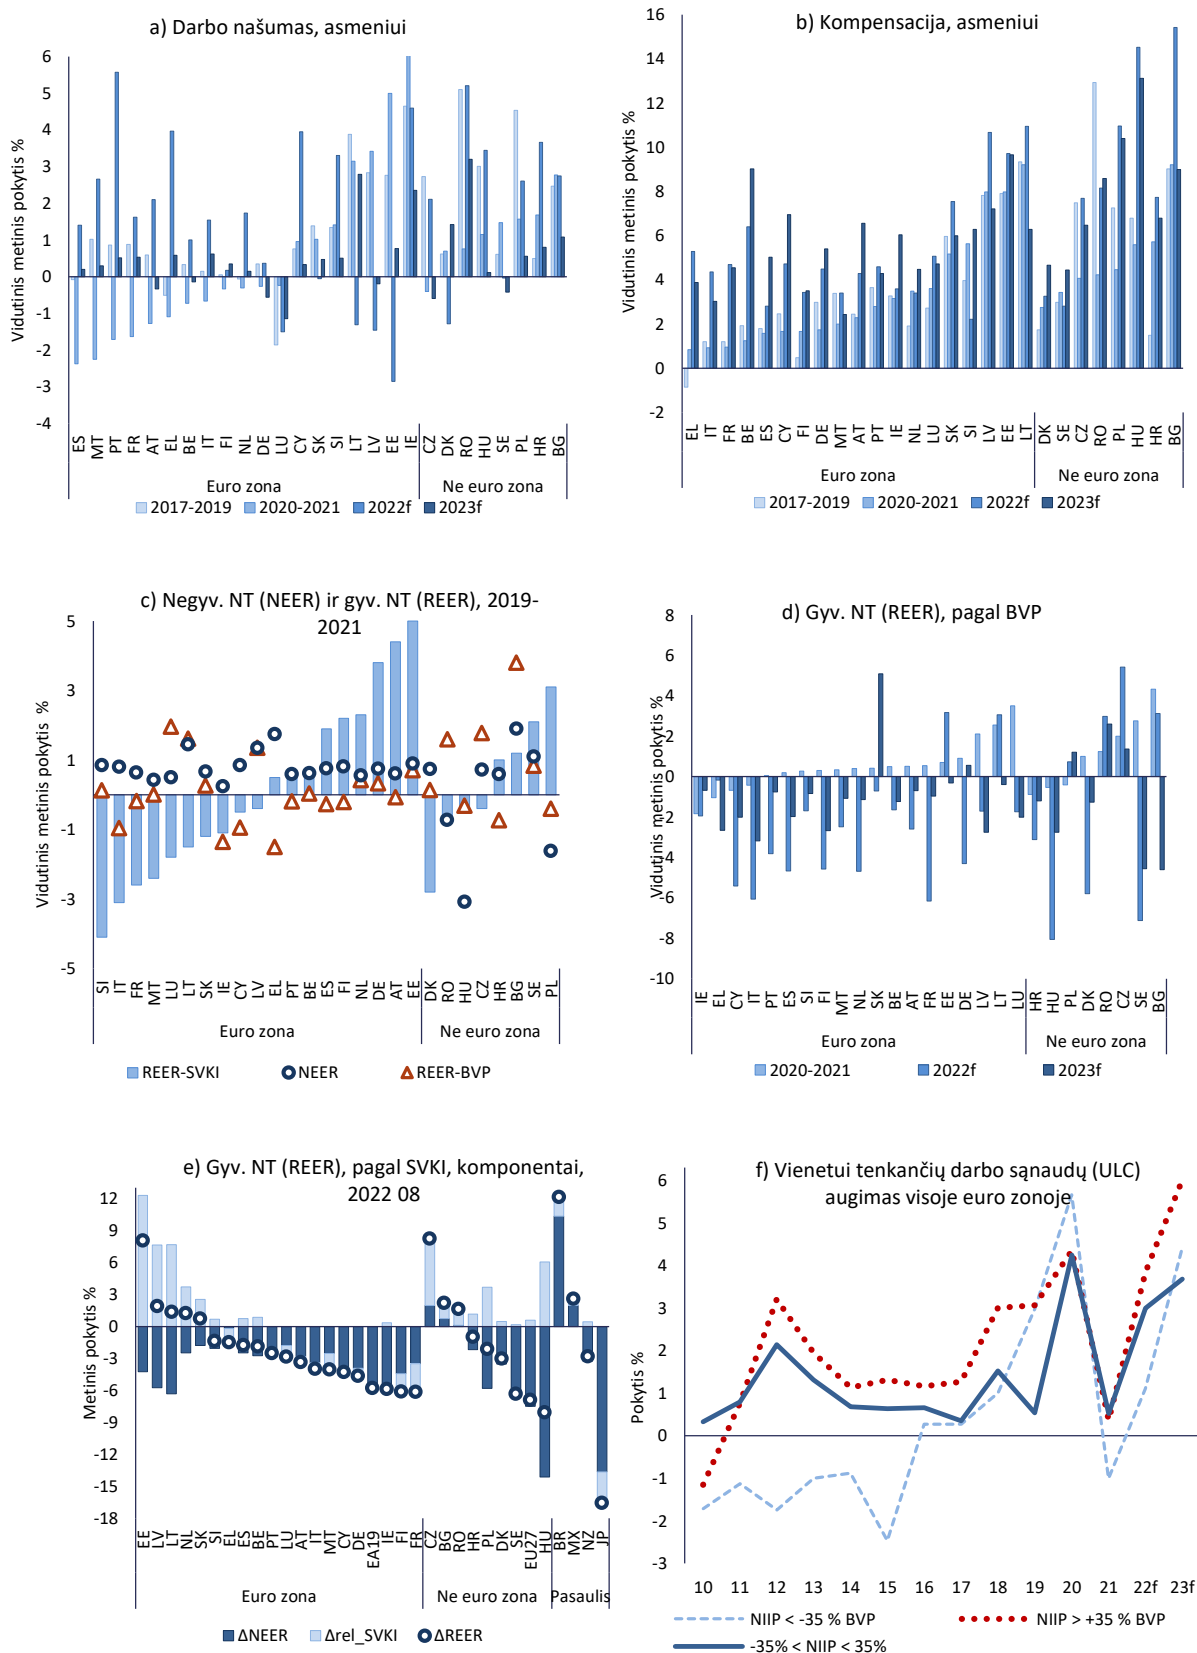 a) Darbo našumas, asmeniui
Vidutinis metinis pokytis %
6
5
4
3
2
1
0
-1
-2
-3
-4
ES MT PT FR AT EL BE IT FI NL DE LU CY SK SI LT LV EE IE CZ DK RO HU SE PL HR BG
Euro zona Ne euro zona
2017-2019 2020-2021 2022f 2023f
b) Kompensacija, asmeniui
Vidutinis metinis pokytis %
16
14
12
10
8
6
4
2
0
-2
EL IT FR BE ES CY FI DE MT AT PT IE NL LU SK SI LV EE LT DK SE CZ RO PL HU HR BG
Euro zona Ne euro zona
2017-2019 2020-2021 2022f 2023f
c) Negyv. NT (NEER) ir gyv. NT (REER), 2019-
2021
Vidutinis metinis pokytis %
5
3
1
-1
-3
-5
SI IT FR MT LU LT SK IE CY LV EL PT BE ES FI NL DE AT EE DK RO HU CZ HR BG SE PL
Euro zona Ne euro zona
REER-SVKI NEER REER-BVP
d) Gyv. NT (REER), pagal BVP
Vidutinis metinis pokytis %
8
6
4
2
0
-2
-4
-6
-8
-10
IE EL CY IT PT ES SI FI MT NL SK BE AT FR EE DE LV LT LU HR HU PL DK RO CZ SE BG
Euro zona Ne euro zona
2020-2021 2022f 2023f
e) Gyv. NT (REER), pagal SVKI, komponentai,
2022 08
Metinis pokytis %
12
9
6
3
0
-3
-6
-9
-12
-15
-18
EE LV LT NL SK SI EL ES BE PT LU AT IT MT CY DE EA19 IE FI FR CZ BG RO HR PL DK SE EU27 HU BR MX NZ JP
Euro zona Ne euro zona Pasaulis
ΔNEER Δrel_SVKI ΔREER
f) Vienetui tenkančių darbo sąnaudų (ULC)
augimas visoje euro zonoje
Pokytis %
6
5
4
3
2
1
0
-1
-2
-3
10 11 12 13 14 15 16 17 18 19 20 21 22f 23f
NIIP < -35 % BVP NIIP > +35 % BVP
-35% < NIIP < 35%